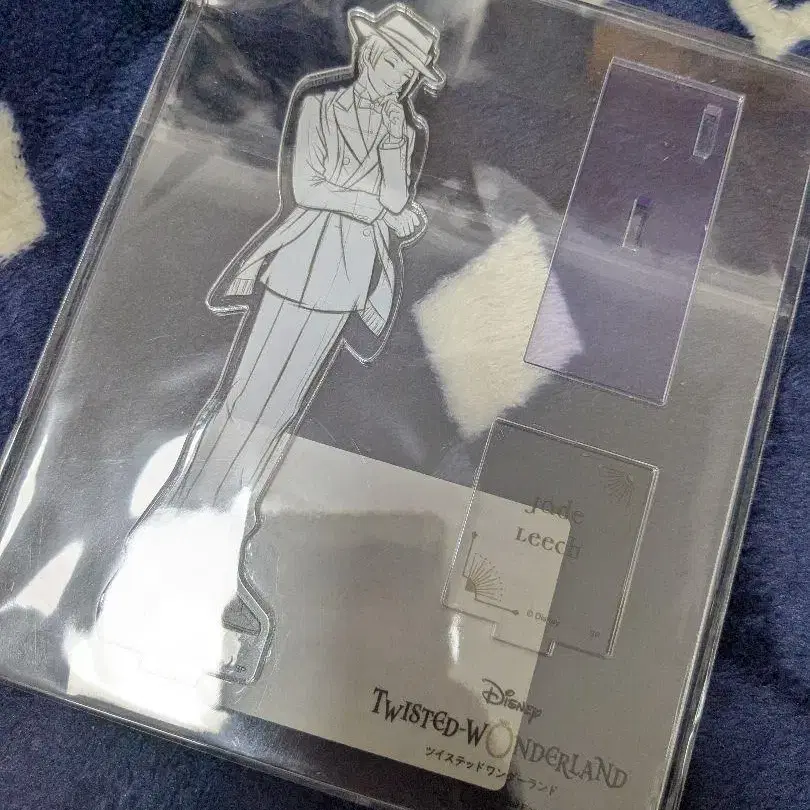 Jade
Leech
© Disney
Disney
Twisted-Wonderland
ツイステッドワンダーランド